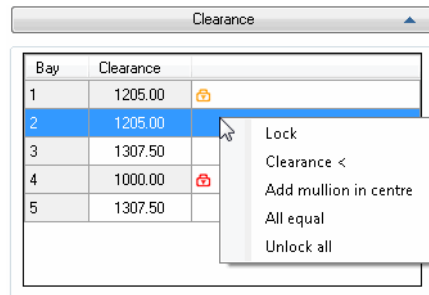 Clearance
Bay Clearance
1 1205.00
2 1205.00
3 1307.50
4 1000.00
5 1307.50
Lock
Clearance <
Add mullion in centre
All equal
Unlock all